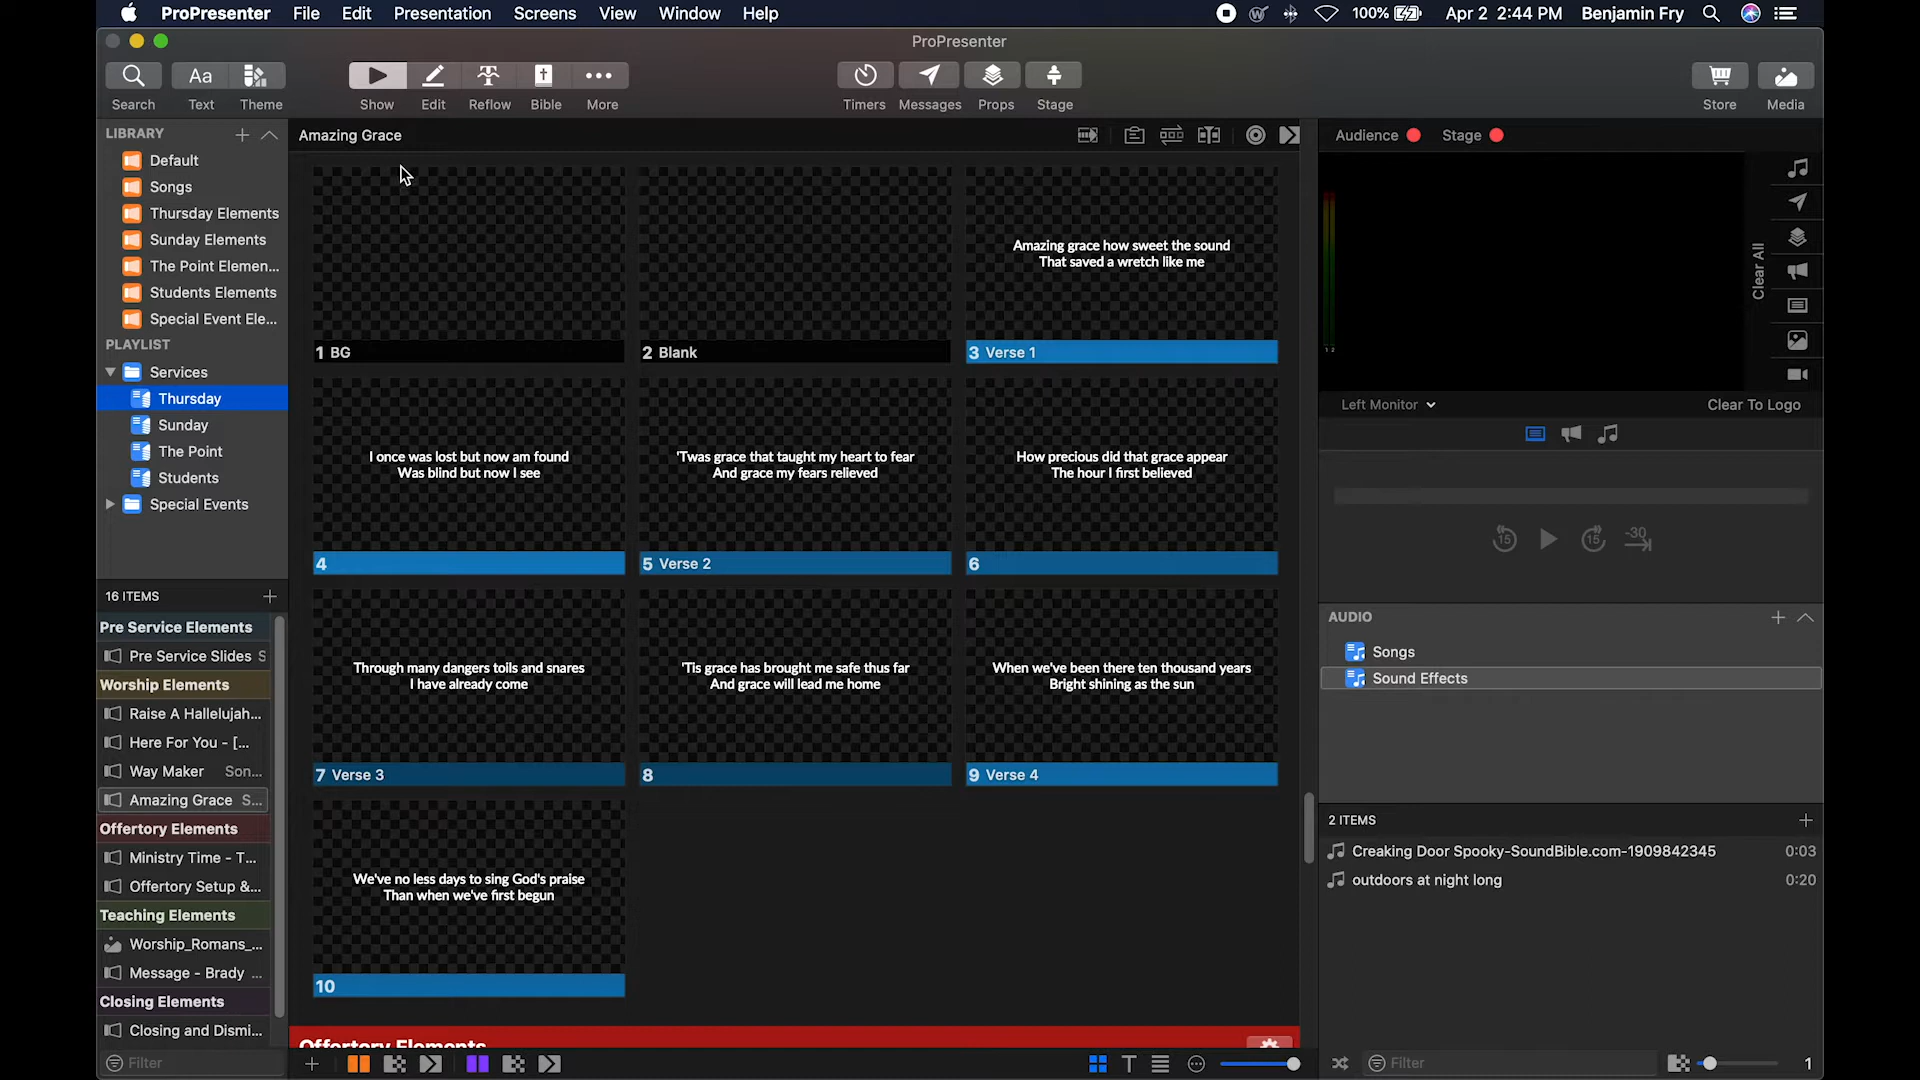 ProPresenter File Edit Presentation Screens View Window Help
100% Apr 2 2:44 PM Benjamin Fry
ProPresenter
Aa
Search Text Theme Show Edit Reflow Bible More Timers Messages Props Stage Store Media
LIBRARY
Default
Songs
Thursday Elements
Sunday Elements
The Point Elemen...
Students Elements
Special Event Ele...
PLAYLIST
Services
Thursday
Sunday
The Point
Students
Special Events
16 ITEMS
Pre Service Elements
Pre Service Slides S
Worship Elements
Raise A Hallelujah...
Here For You - [...
Way Maker Son...
Amazing Grace S...
Offertory Elements
Ministry Time - T...
Offertory Setup &...
Teaching Elements
Worship_Romans_...
Message - Brady ...
Closing Elements
Closing and Dismi...
Filter
Amazing Grace
1 BG
2 Blank
Amazing grace how sweet the sound
That saved a wretch like me
3 Verse 1
I once was lost but now am found
Was blind but now I see
4
'Twas grace that taught my heart to fear
And grace my fears relieved
5 Verse 2
How precious did that grace appear
The hour I first believed
6
Through many dangers toils and snares
I have already come
7 Verse 3
'Tis grace has brought me safe thus far
And grace will lead me home
8
When we've been there ten thousand years
Bright shining as the sun
9 Verse 4
We've no less days to sing God's praise
Than when we've first begun
10
Offertory Elements
Audience Stage
Clear All
1 2
Left Monitor Clear To Logo
15 15 -30
AUDIO
Songs
Sound Effects
2 ITEMS
Creaking Door Spooky-SoundBible.com-1909842345 0:03
outdoors at night long 0:20
Filter 1